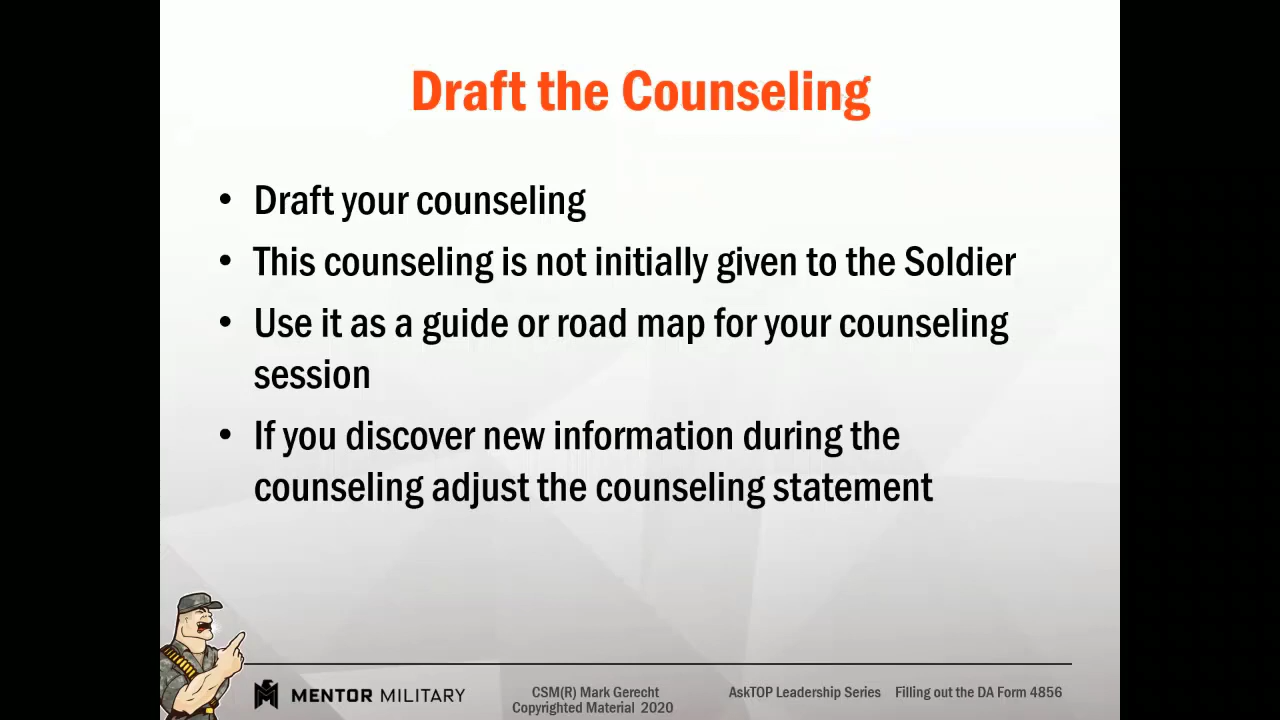 Draft the Counseling
• Draft your counseling
• This counseling is not initially given to the Soldier
• Use it as a guide or road map for your counseling
session
• If you discover new information during the
counseling adjust the counseling statement
MENTOR MILITARY
CSM(R) Mark Gerecht
Copyrighted Material 2020
AskTOP Leadership Series Filling out the DA Form 4856